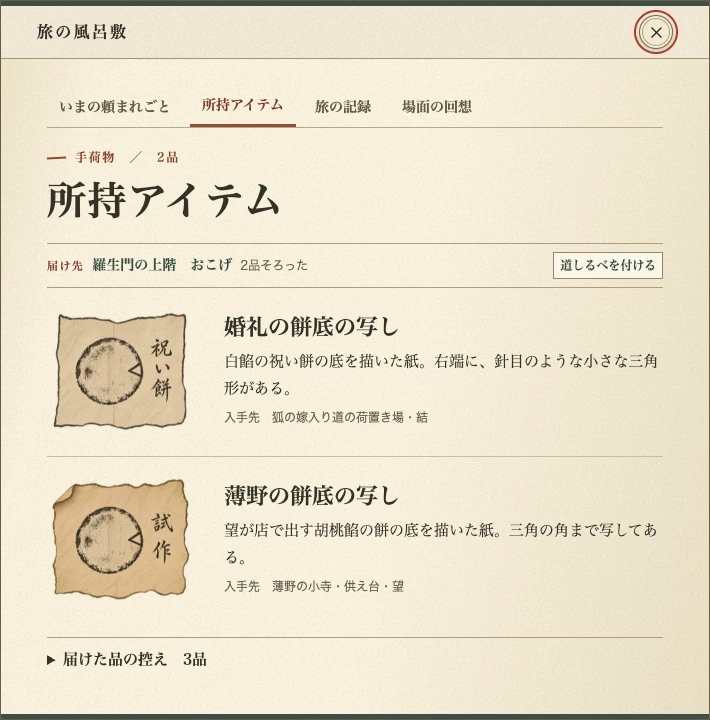 旅の風呂敷
×
いまの頼まれごと 所持アイテム 旅の記録 場面の回想
手荷物 ／ 2品
所持アイテム
届け先 羅生門の上階 おこげ 2品そろった 道しるべを付ける
祝い餅
婚礼の餅底の写し
白餡の祝い餅の底を描いた紙。右端に、針目のような小さな三角
形がある。
入手先 狐の嫁入り道の荷置き場・結
試作
薄野の餅底の写し
望が店で出す胡桃餡の餅の底を描いた紙。三角の角まで写してあ
る。
入手先 薄野の小寺・供え台・望
▶ 届けた品の控え 3品